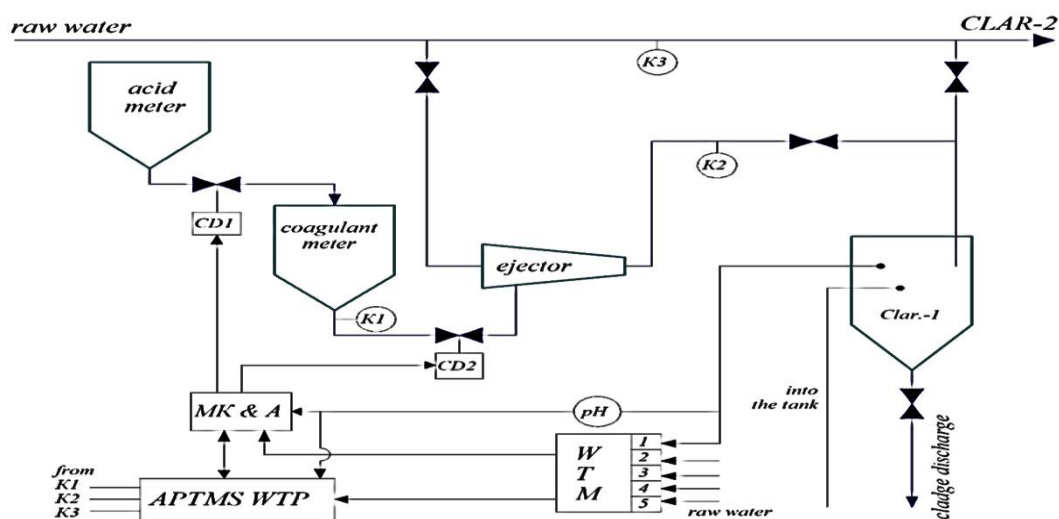 raw water
CLAR-2
K3
acid
meter
K2
CD1
coagulant
meter
ejector
K1
Clar.-1
CD2
into
the tank
MK & A
pH
cladge discharge
W
T
M
1
2
3
4
5
from
K1
K2
K3
APTMS WTP
raw water